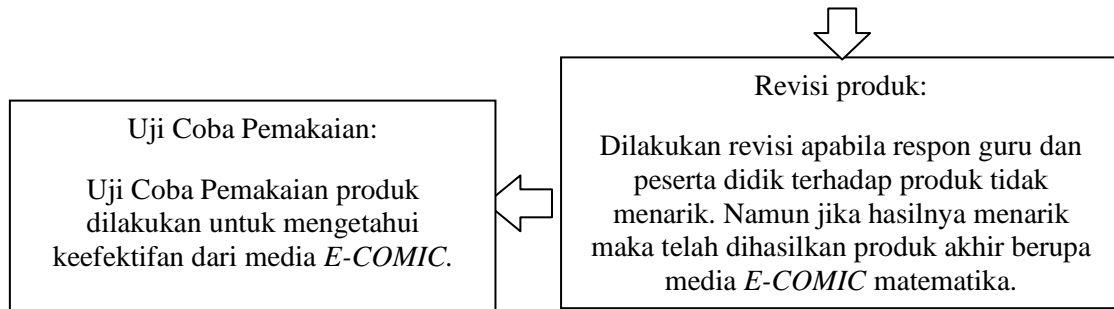 Revisi produk:
Dilakukan revisi apabila respon guru dan
peserta didik terhadap produk tidak
menarik. Namun jika hasilnya menarik
maka telah dihasilkan produk akhir berupa
media E-COMIC matematika.
Uji Coba Pemakaian:
Uji Coba Pemakaian produk
dilakukan untuk mengetahui
keefektifan dari media E-COMIC.